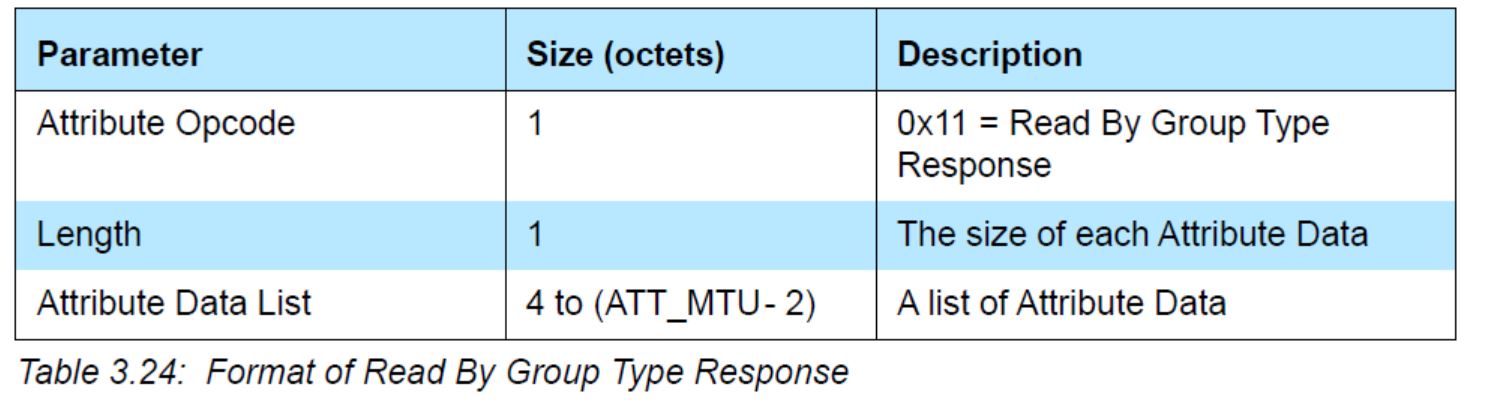 Parameter Size (octets) Description
Attribute Opcode 1 0x11 = Read By Group Type
Response
Length 1 The size of each Attribute Data
Attribute Data List 4 to (ATT_MTU- 2) A list of Attribute Data
Table 3.24: Format of Read By Group Type Response